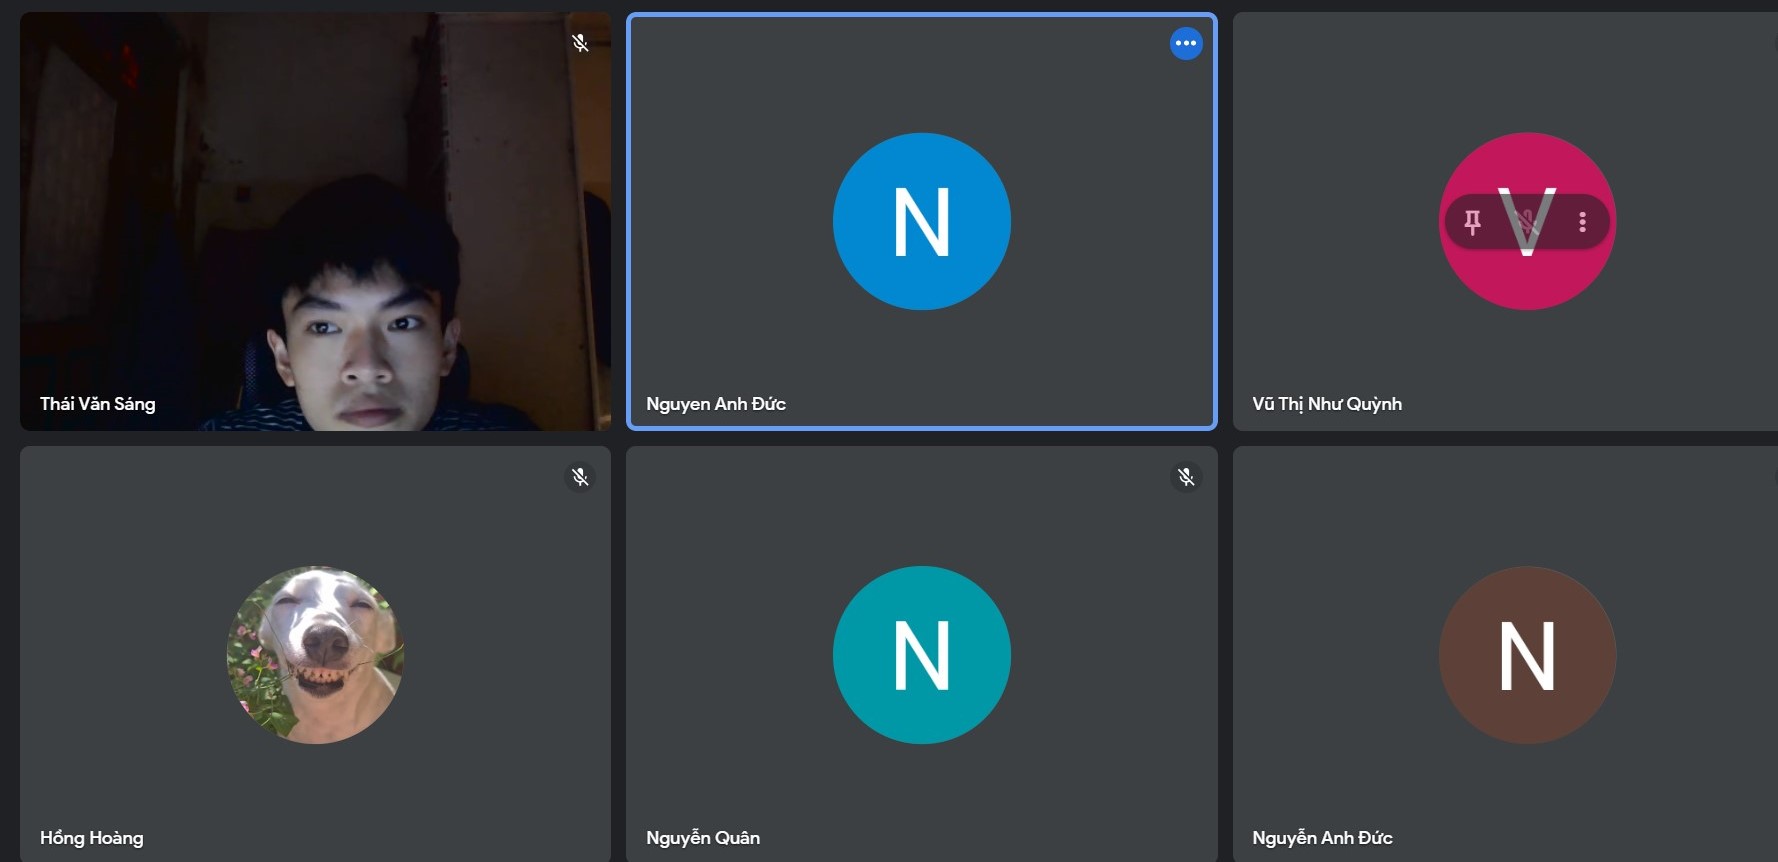 N
V
Thái Văn Sáng
Nguyen Anh Đức
Vũ Thị Như Quỳnh
N
N
Hồng Hoàng
Nguyễn Quân
Nguyễn Anh Đức